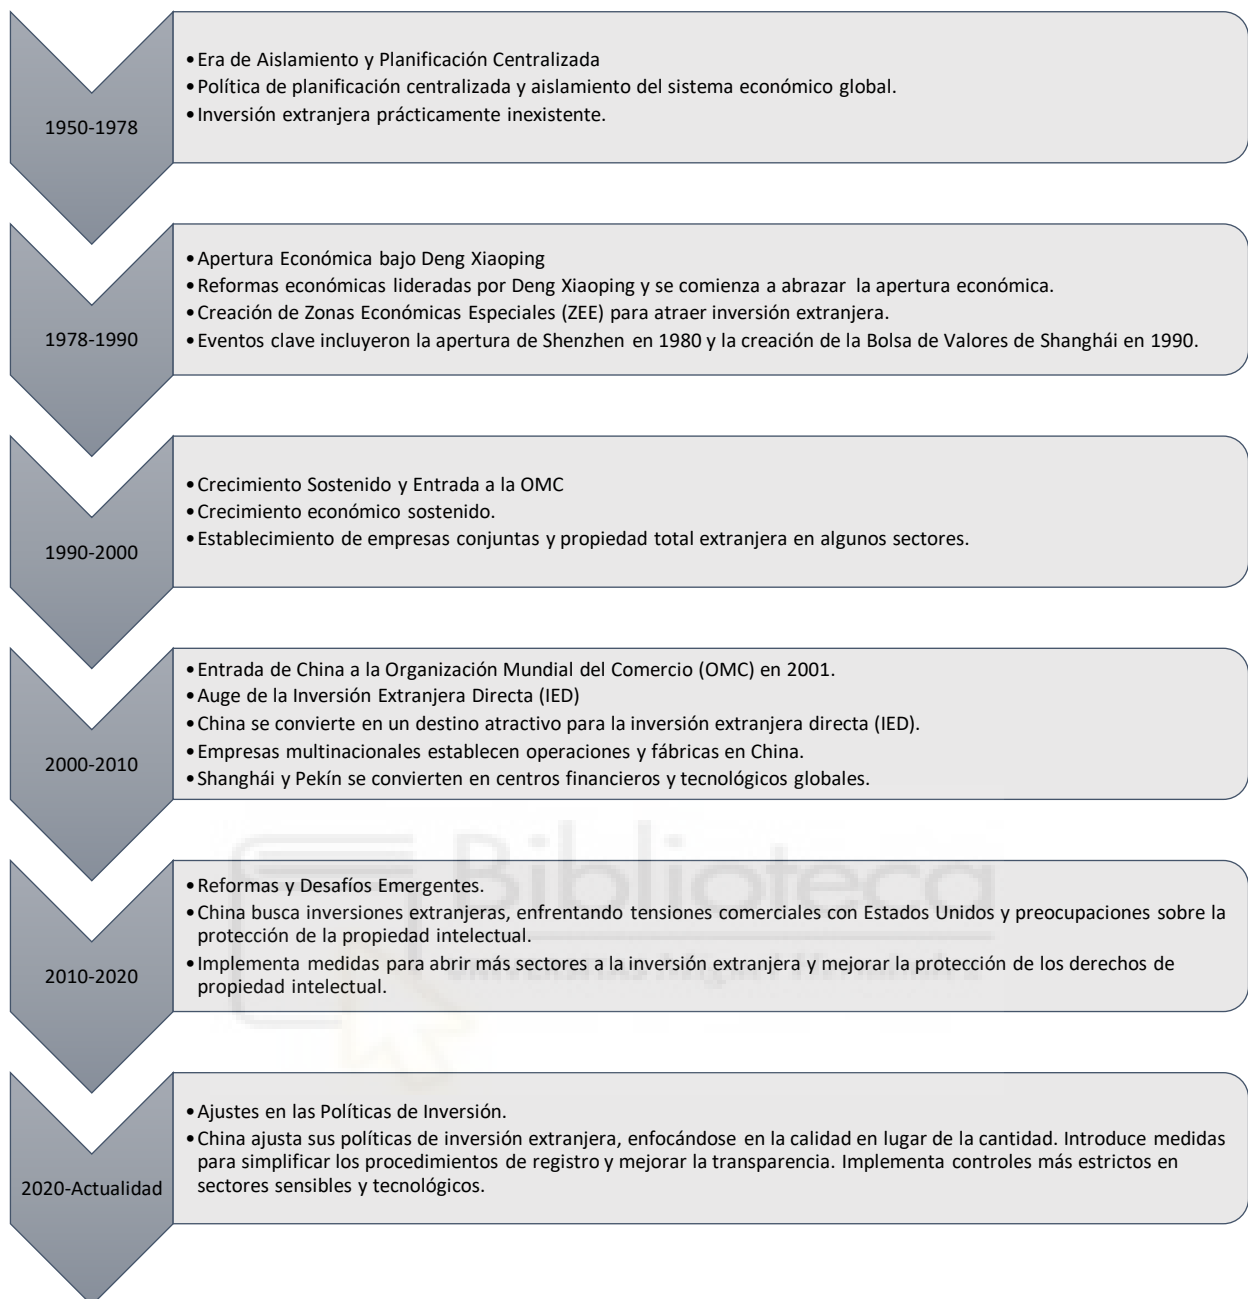 1950-1978
•Era de Aislamiento y Planificación Centralizada
•Política de planificación centralizada y aislamiento del sistema económico global.
•Inversión extranjera prácticamente inexistente.
1978-1990
•Apertura Económica bajo Deng Xiaoping
•Reformas económicas lideradas por Deng Xiaoping y se comienza a abrazar la apertura económica.
•Creación de Zonas Económicas Especiales (ZEE) para atraer inversión extranjera.
•Eventos clave incluyeron la apertura de Shenzhen en 1980 y la creación de la Bolsa de Valores de Shanghái en 1990.
1990-2000
•Crecimiento Sostenido y Entrada a la OMC
•Crecimiento económico sostenido.
•Establecimiento de empresas conjuntas y propiedad total extranjera en algunos sectores.
2000-2010
•Entrada de China a la Organización Mundial del Comercio (OMC) en 2001.
•Auge de la Inversión Extranjera Directa (IED)
•China se convierte en un destino atractivo para la inversión extranjera directa (IED).
•Empresas multinacionales establecen operaciones y fábricas en China.
•Shanghái y Pekín se convierten en centros financieros y tecnológicos globales.
2010-2020
•Reformas y Desafíos Emergentes.
•China busca inversiones extranjeras, enfrentando tensiones comerciales con Estados Unidos y preocupaciones sobre la
protección de la propiedad intelectual.
•Implementa medidas para abrir más sectores a la inversión extranjera y mejorar la protección de los derechos de
propiedad intelectual.
Biblioteca
2020-Actualidad
•Ajustes en las Políticas de Inversión.
•China ajusta sus políticas de inversión extranjera, enfocándose en la calidad en lugar de la cantidad. Introduce medidas
para simplificar los procedimientos de registro y mejorar la transparencia. Implementa controles más estrictos en
sectores sensibles y tecnológicos.